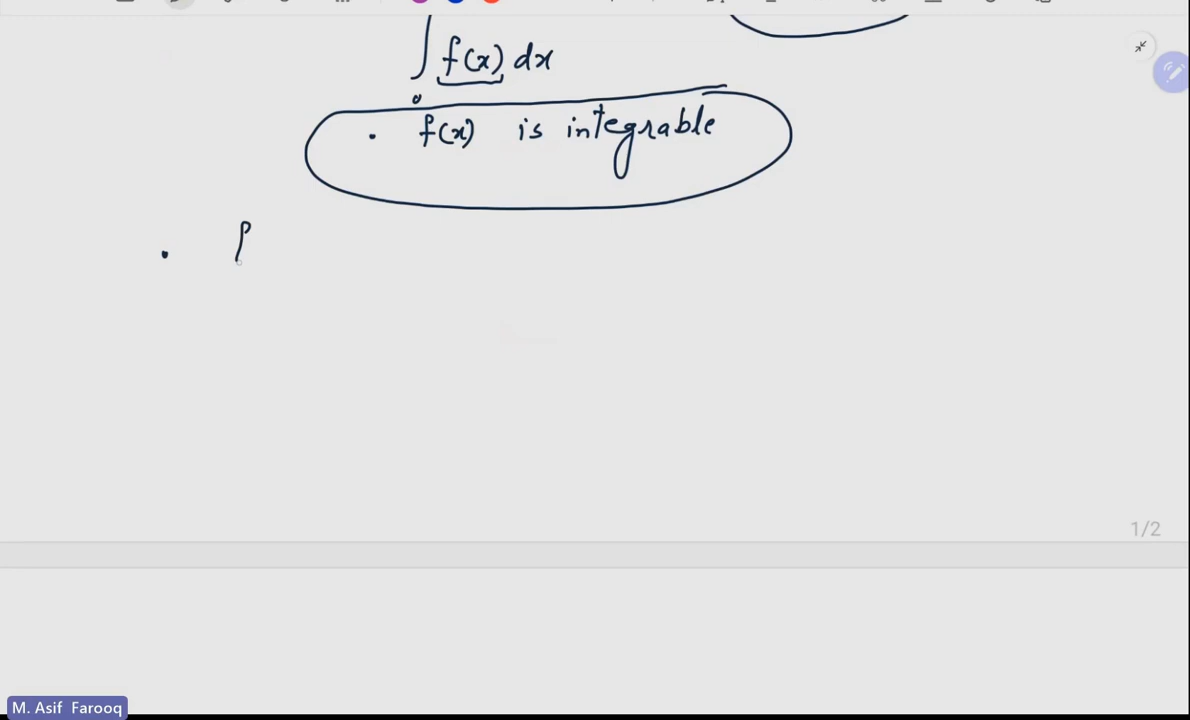 ∫ f(x) dx
0
. f(x) is integrable
.
1/2
M. Asif Farooq